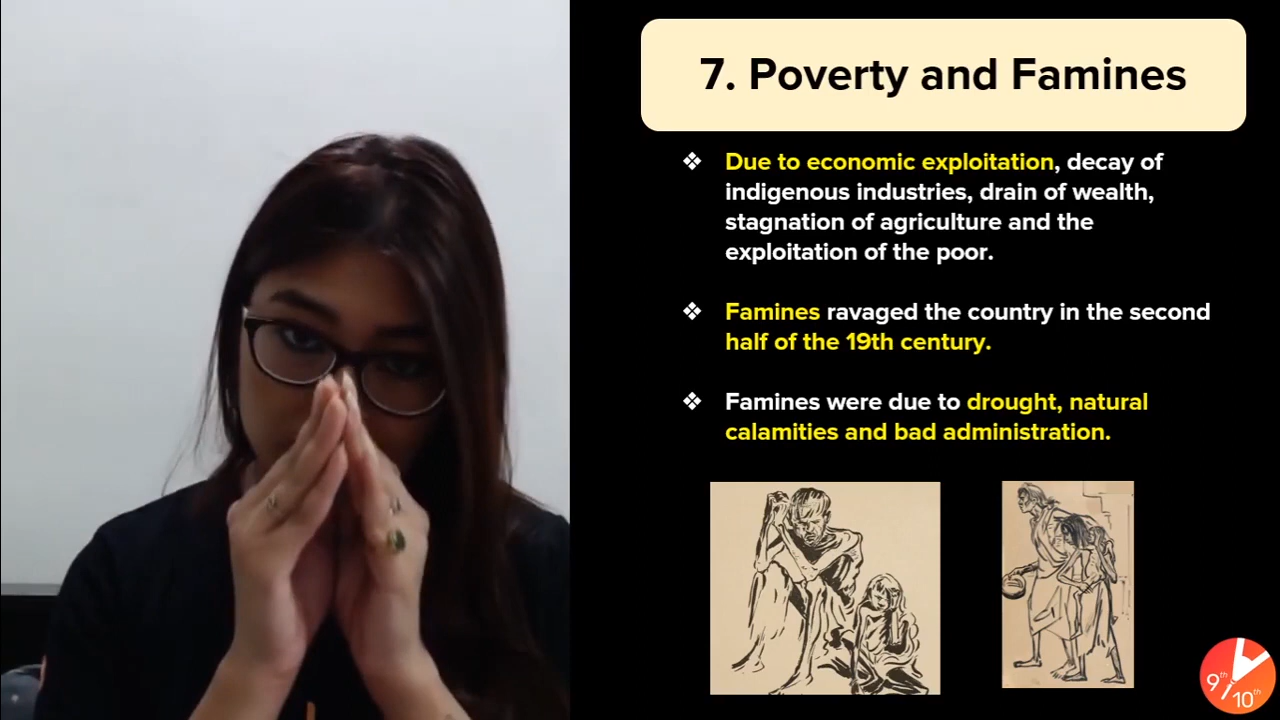 7. Poverty and Famines
❖ Due to economic exploitation, decay of
indigenous industries, drain of wealth,
stagnation of agriculture and the
exploitation of the poor.
❖ Famines ravaged the country in the second
half of the 19th century.
❖ Famines were due to drought, natural
calamities and bad administration.
9th
10th